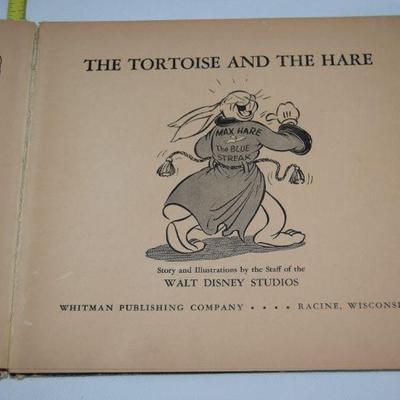 THE TORTOISE AND THE HARE
MAX HARE
The BLUE
STREAK
Story and Illustrations by the Staff of the
WALT DISNEY STUDIOS
WHITMAN PUBLISHING COMPANY . . . . RACINE, WISCONS